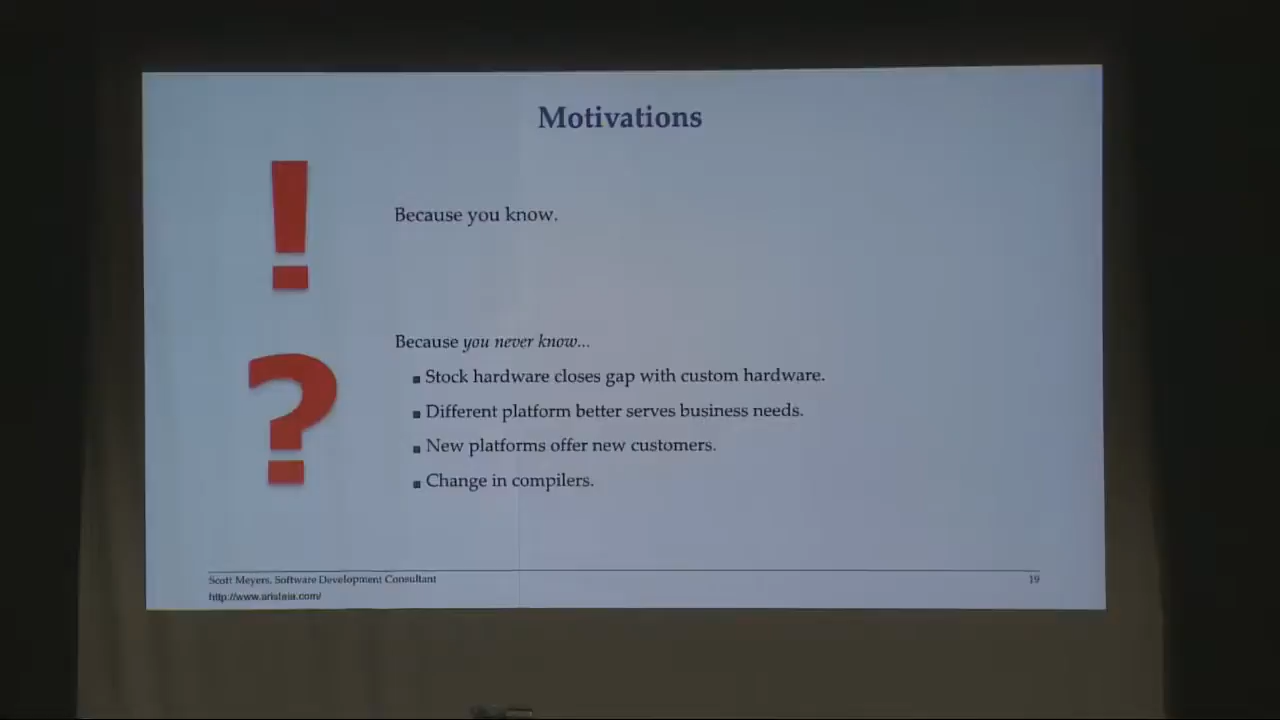 Motivations
!
Because you know.
?
Because you never know...
Stock hardware closes gap with custom hardware.
Different platform better serves business needs.
New platforms offer new customers.
Change in compilers.
Scott Meyers, Software Development Consultant
19
http://www.aristeia.com/